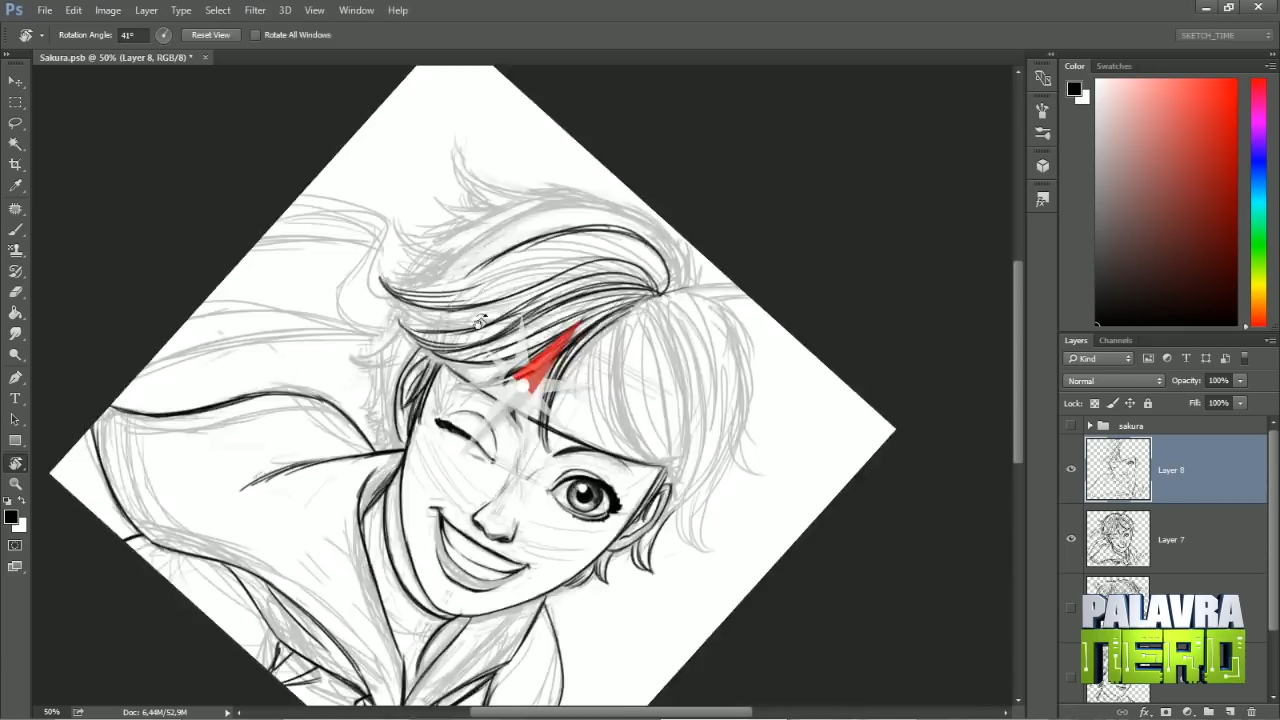 Ps File Edit Image Layer Type Select Filter 3D View Window Help
Rotation Angle: 41° Reset View Rotate All Windows SKETCH_TIME
Sakura.psb @ 50% (Layer 8, RGB/8) * ×
Color Swatches
Layers Channels
Kind
Normal Opacity: 100%
Lock: Fill: 100%
sakura
Layer 8
Layer 7
PALAVRA
NERD
50% Doc: 6,44M/52,9M